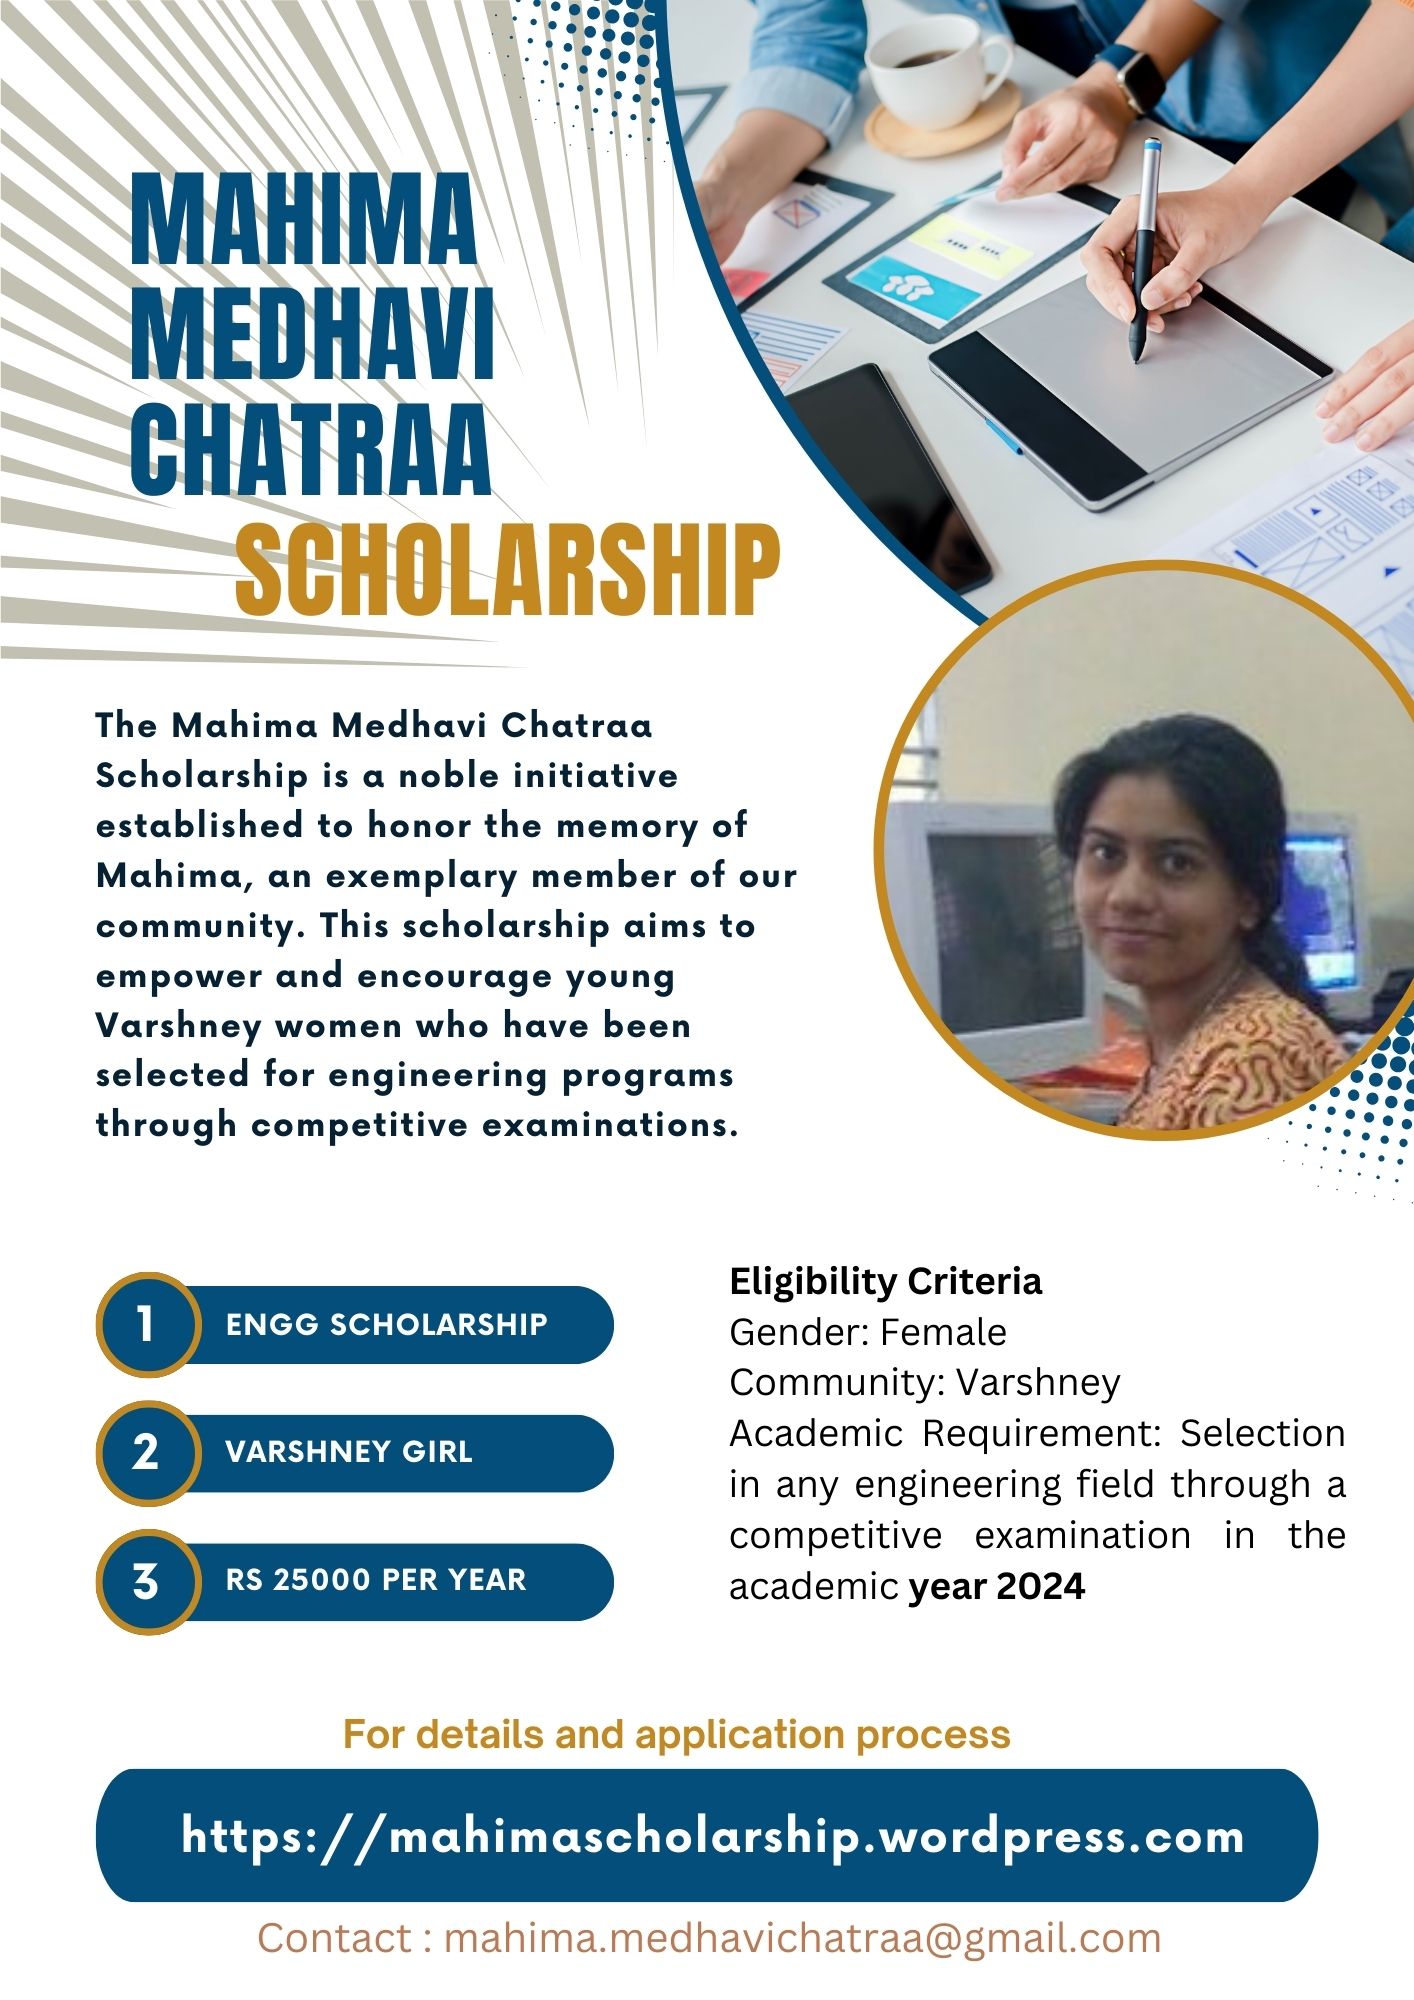 MAHIMA
MEDHAVI
CHATRAA
SCHOLARSHIP
The Mahima Medhavi Chatraa
Scholarship is a noble initiative
established to honor the memory of
Mahima, an exemplary member of our
community. This scholarship aims to
empower and encourage young
Varshney women who have been
selected for engineering programs
through competitive examinations.
1 ENGG SCHOLARSHIP
2 VARSHNEY GIRL
3 RS 25000 PER YEAR
Eligibility Criteria
Gender: Female
Community: Varshney
Academic Requirement: Selection
in any engineering field through a
competitive examination in the
academic year 2024
For details and application process
https://mahimascholarship.wordpress.com
Contact : mahima.medhavichatraa@gmail.com